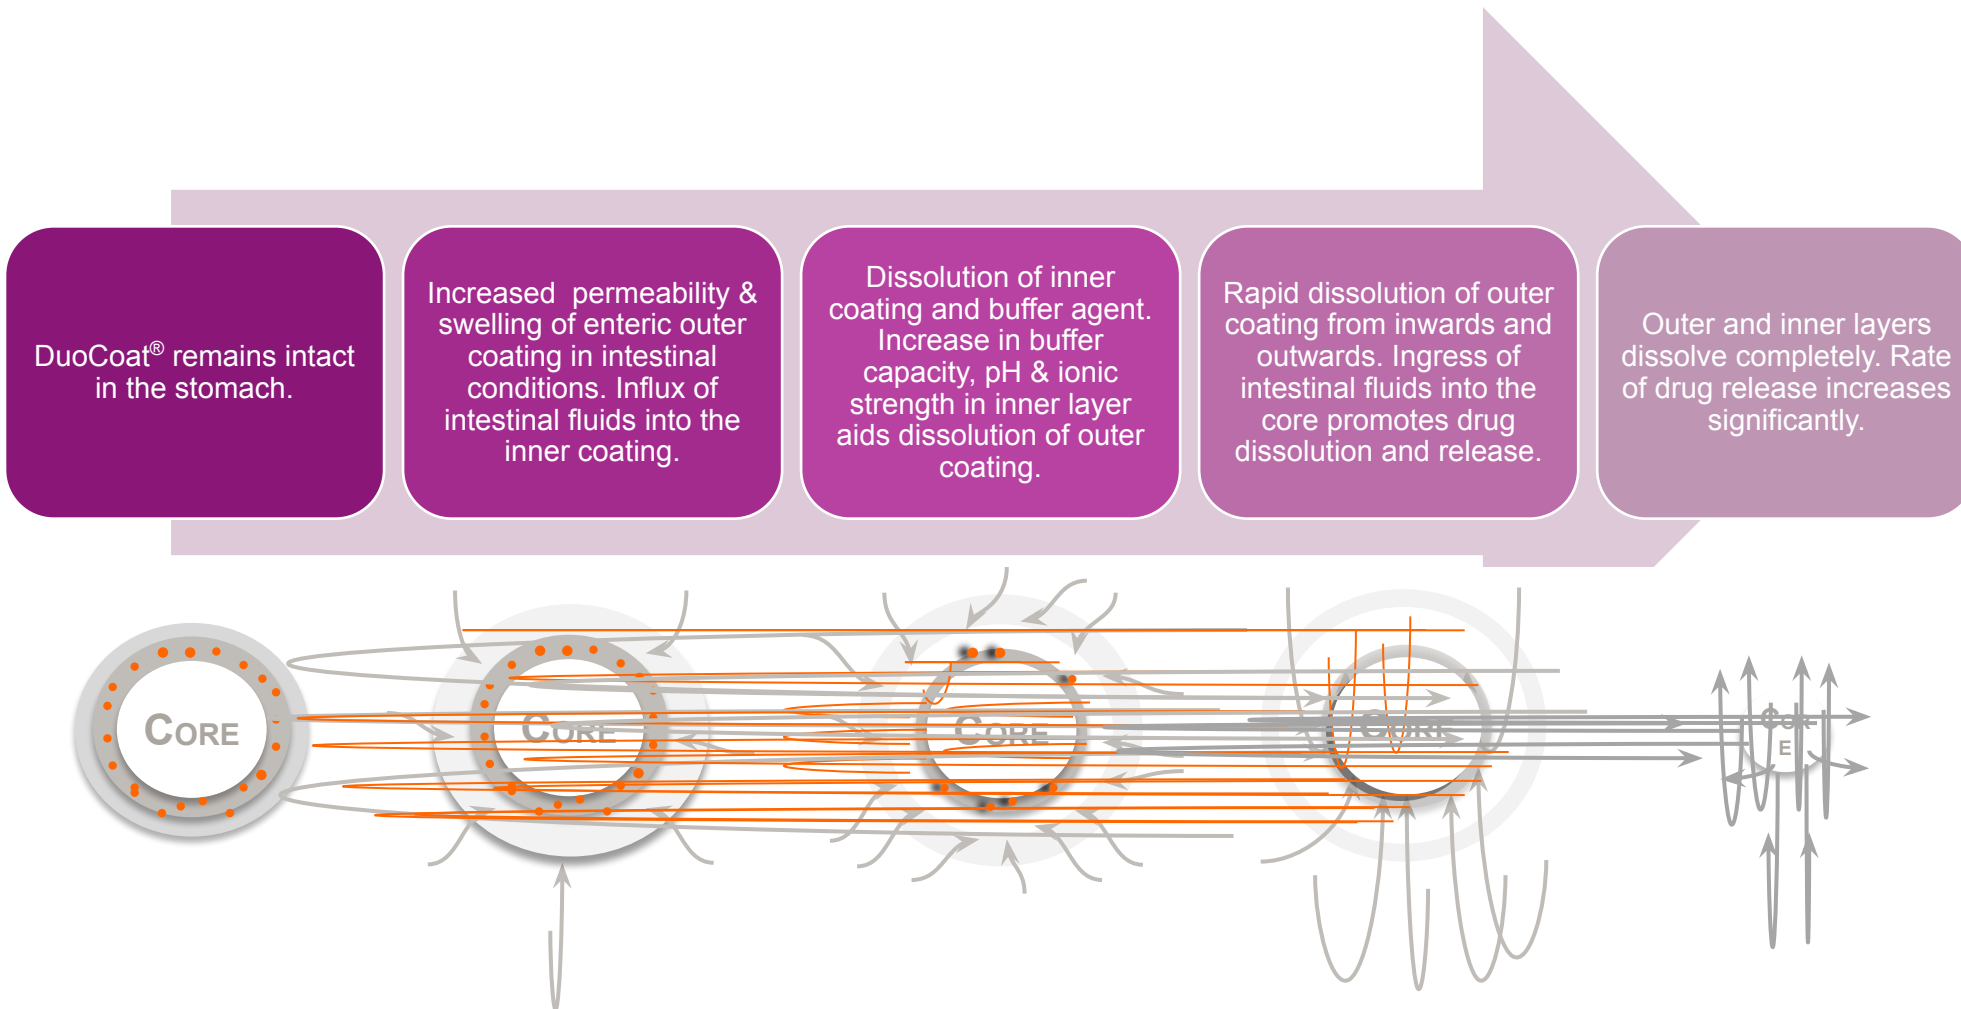 DuoCoat® remains intact
in the stomach.
Increased permeability &
swelling of enteric outer
coating in intestinal
conditions. Influx of
intestinal fluids into the
inner coating.
Dissolution of inner
coating and buffer agent.
Increase in buffer
capacity, pH & ionic
strength in inner layer
aids dissolution of outer
coating.
Rapid dissolution of outer
coating from inwards and
outwards. Ingress of
intestinal fluids into the
core promotes drug
dissolution and release.
Outer and inner layers
dissolve completely. Rate
of drug release increases
significantly.
CORE
CORE
CORE
CORE
COR
E